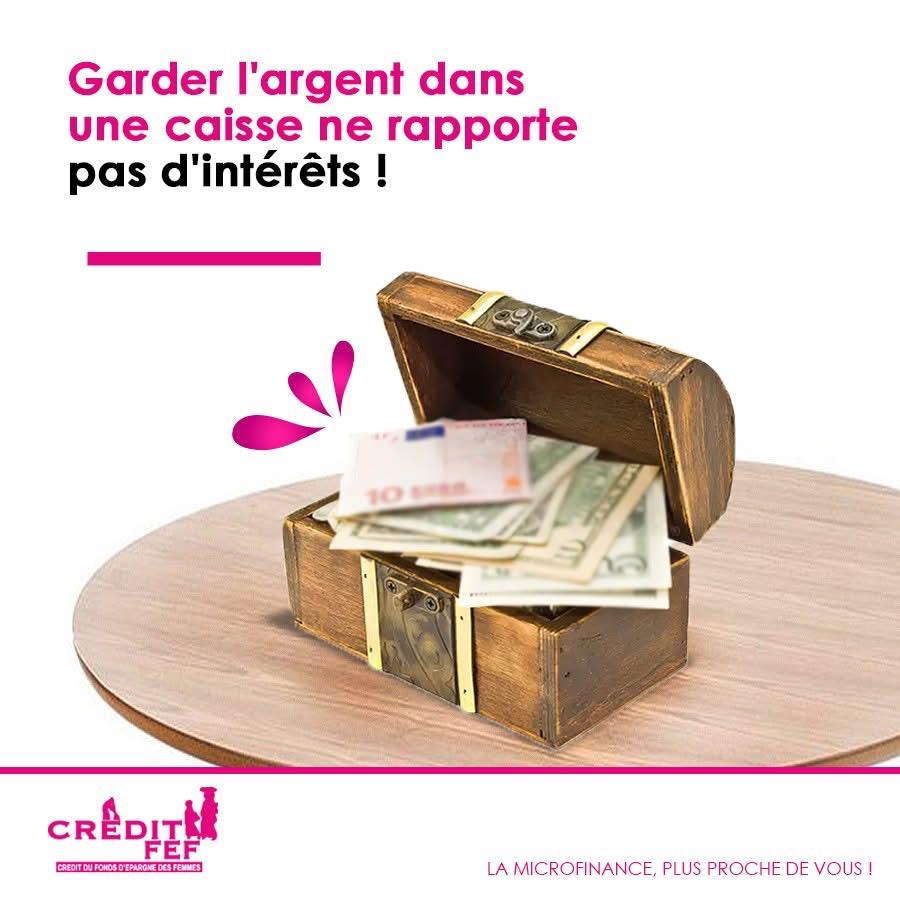 Garder l'argent dans
une caisse ne rapporte
pas d'intérêts !
10
CRÉDIT
FEF
CREDIT DU FONDS D'EPARGNE DES FEMMES
LA MICROFINANCE, PLUS PROCHE DE VOUS !